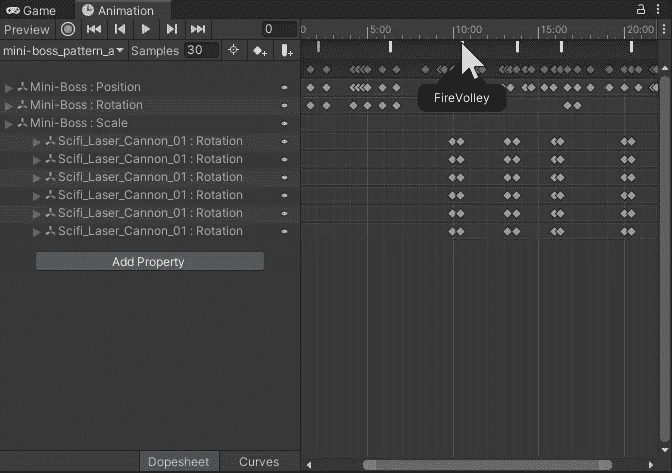 Game Animation
Preview 0 5:00 10:00 15:00 20:00
mini-boss_pattern_a Samples 30
FireVolley
Mini-Boss : Position
Mini-Boss : Rotation
Mini-Boss : Scale
Scifi_Laser_Cannon_01 : Rotation
Scifi_Laser_Cannon_01 : Rotation
Scifi_Laser_Cannon_01 : Rotation
Scifi_Laser_Cannon_01 : Rotation
Scifi_Laser_Cannon_01 : Rotation
Scifi_Laser_Cannon_01 : Rotation
Add Property
Dopesheet Curves